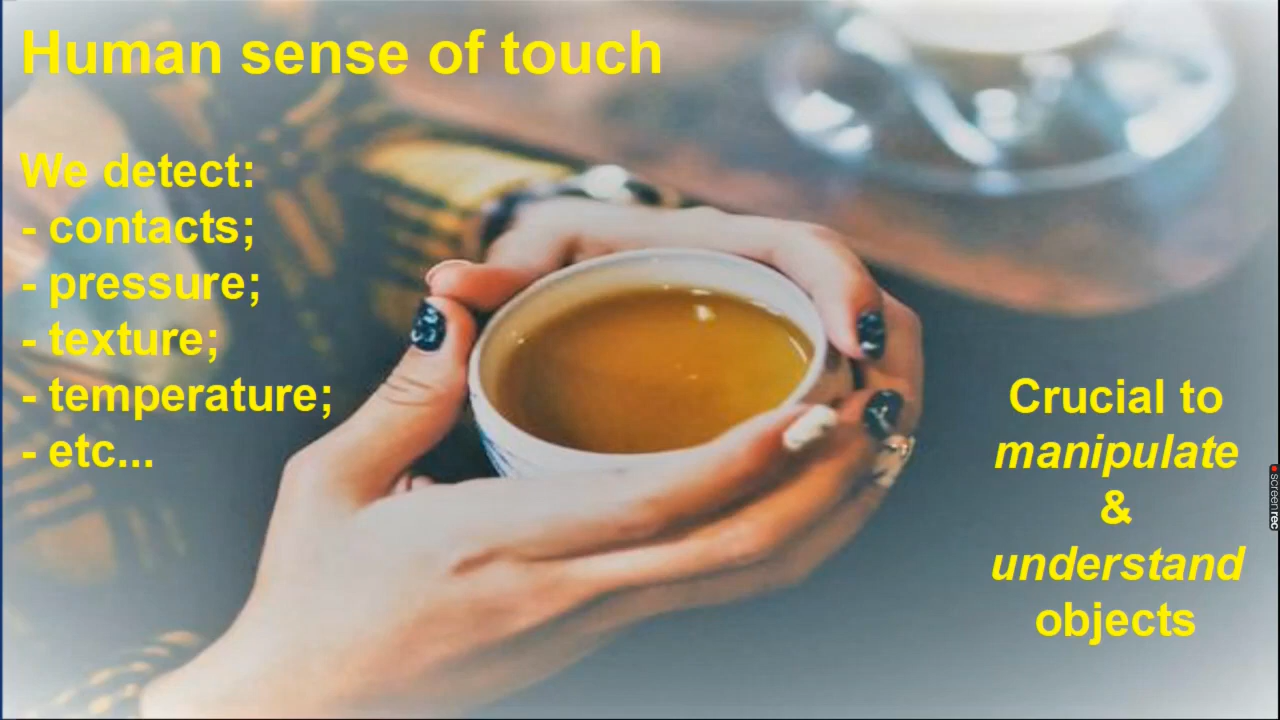 Human sense of touch
We detect:
- contacts;
- pressure;
- texture;
- temperature;
- etc...
Crucial to
manipulate
&
understand
objects
screenrec